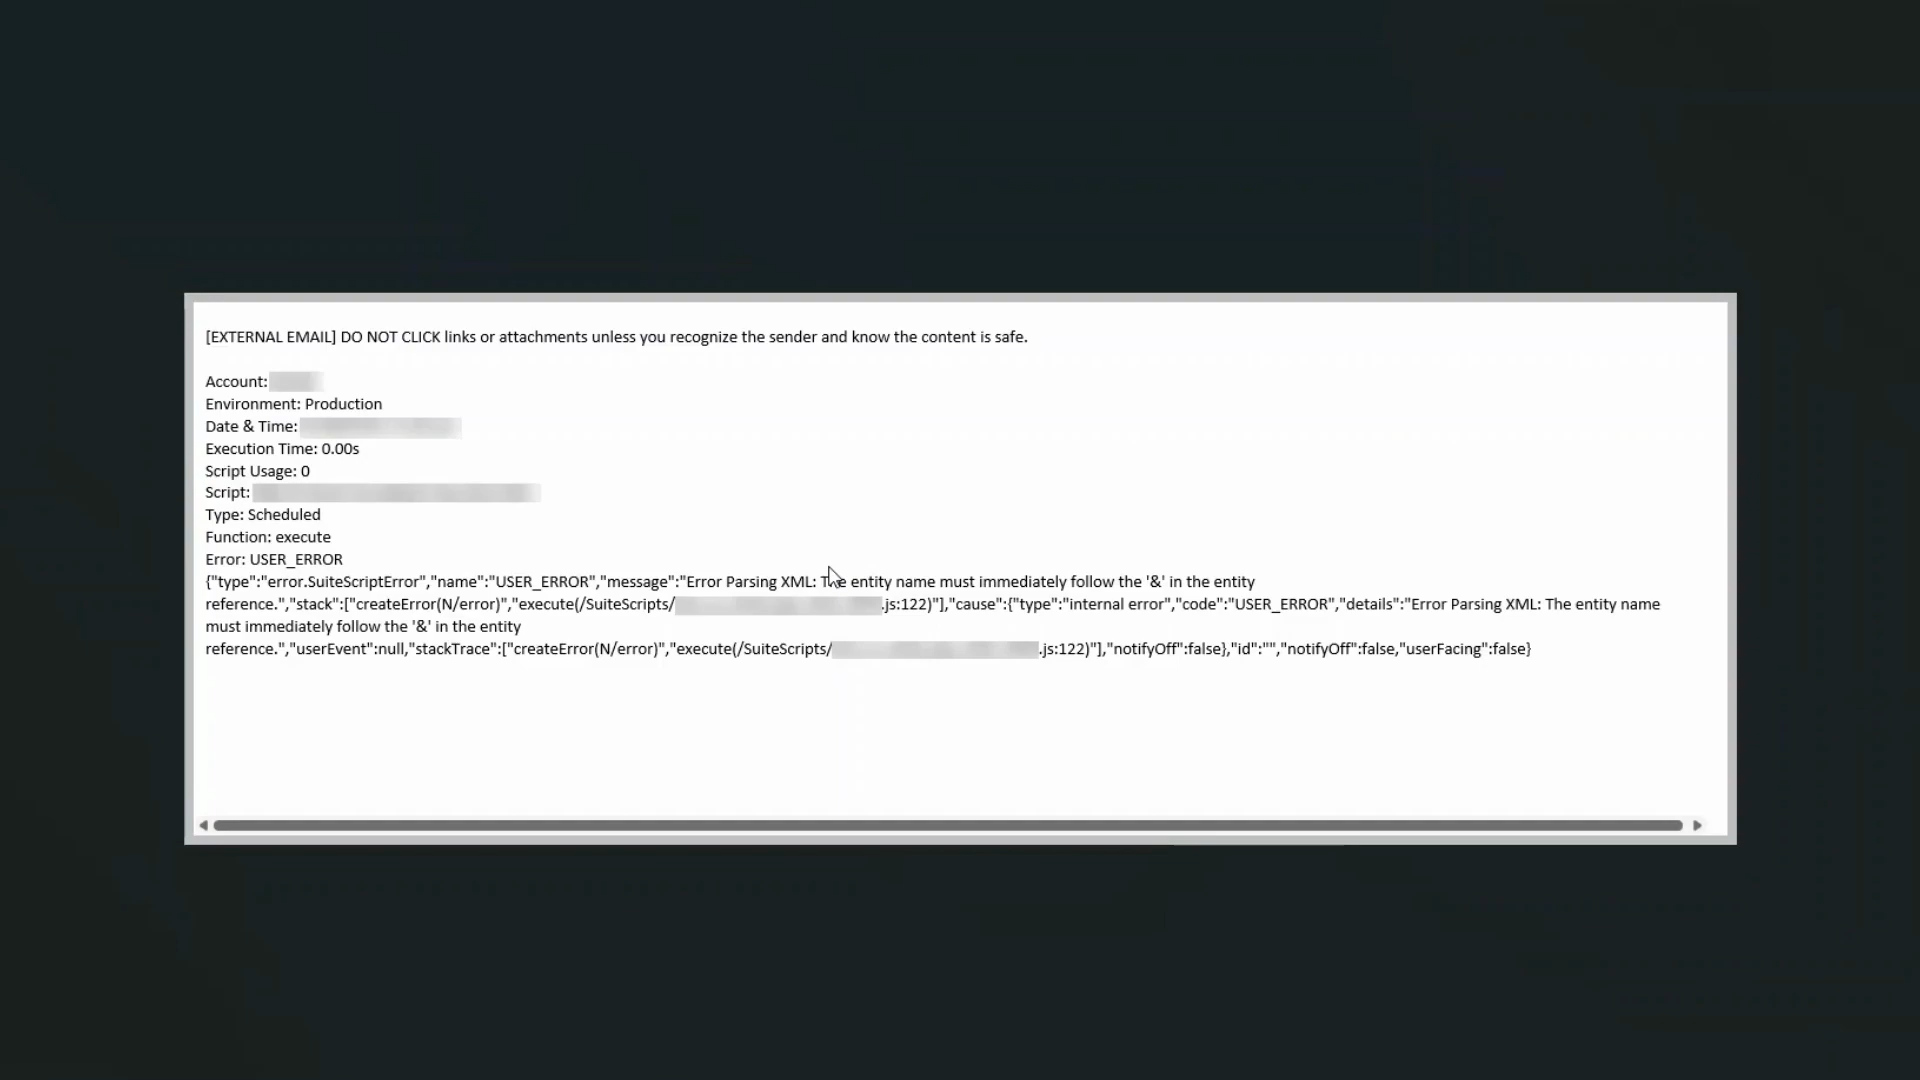 [EXTERNAL EMAIL] DO NOT CLICK links or attachments unless you recognize the sender and know the content is safe.
Account:
Environment: Production
Date & Time:
Execution Time: 0.00s
Script Usage: 0
Script:
Type: Scheduled
Function: execute
Error: USER_ERROR
{"type":"error.SuiteScriptError","name":"USER_ERROR","message":"Error Parsing XML: The entity name must immediately follow the '&' in the entity
reference.","stack":["createError(N/error)","execute(/SuiteScripts/ .js:122)"],"cause":{"type":"internal error","code":"USER_ERROR","details":"Error Parsing XML: The entity name
must immediately follow the '&' in the entity
reference.","userEvent":null,"stackTrace":["createError(N/error)","execute(/SuiteScripts/ .js:122)"],"notifyOff":false},"id":"","notifyOff":false,"userFacing":false}